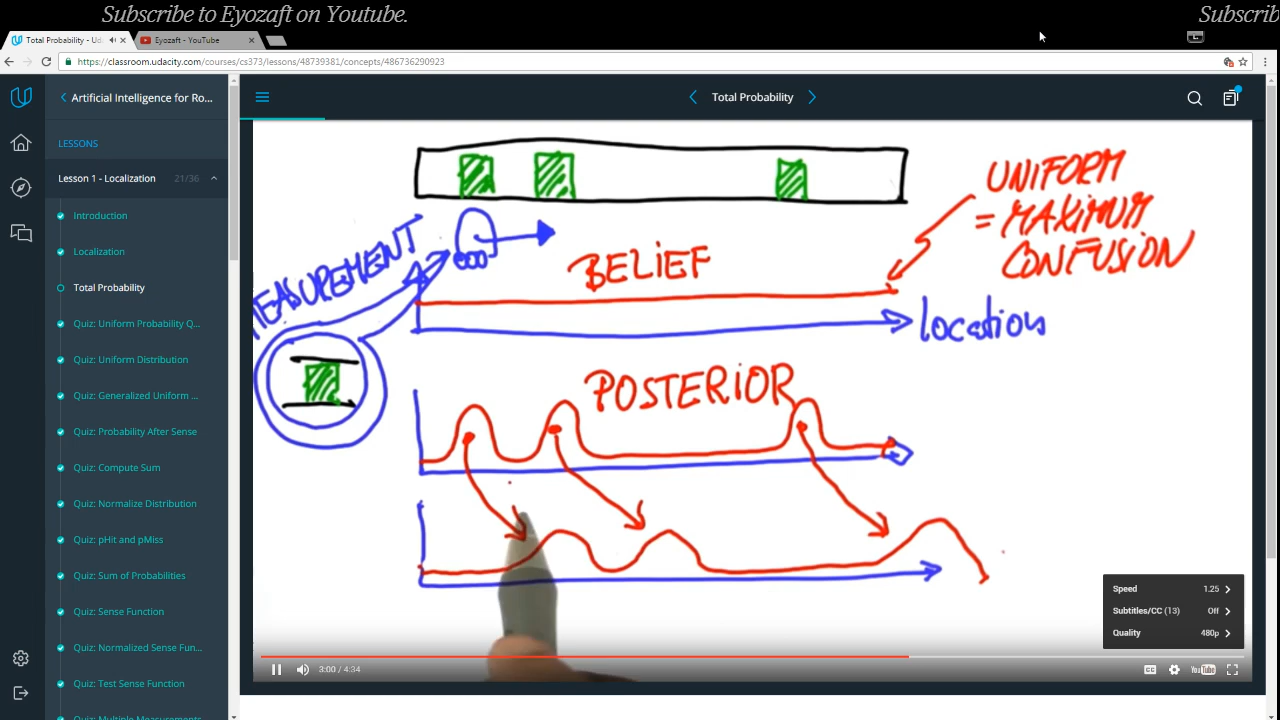 Subscribe to Eyozaft on Youtube.
Subscrib
Total Probability - Ud
Eyozaft - YouTube
https://classroom.udacity.com/courses/cs373/lessons/48739381/concepts/486736290923
Artificial Intelligence for Ro...
Total Probability
LESSONS
Lesson 1 - Localization 21/36
Introduction
Localization
Total Probability
Quiz: Uniform Probability Q...
Quiz: Uniform Distribution
Quiz: Generalized Uniform ...
Quiz: Probability After Sense
Quiz: Compute Sum
Quiz: Normalize Distribution
Quiz: pHit and pMiss
Quiz: Sum of Probabilities
Quiz: Sense Function
Quiz: Normalized Sense Fun...
Quiz: Test Sense Function
Quiz: Multiple Measurements
UNIFORM
= MAXIMUM
CONFUSION
MEASUREMENT
BELIEF
location
POSTERIOR
Speed 1.25
Subtitles/CC (13) Off
Quality 480p
3:00 / 4:34
CC
YouTube